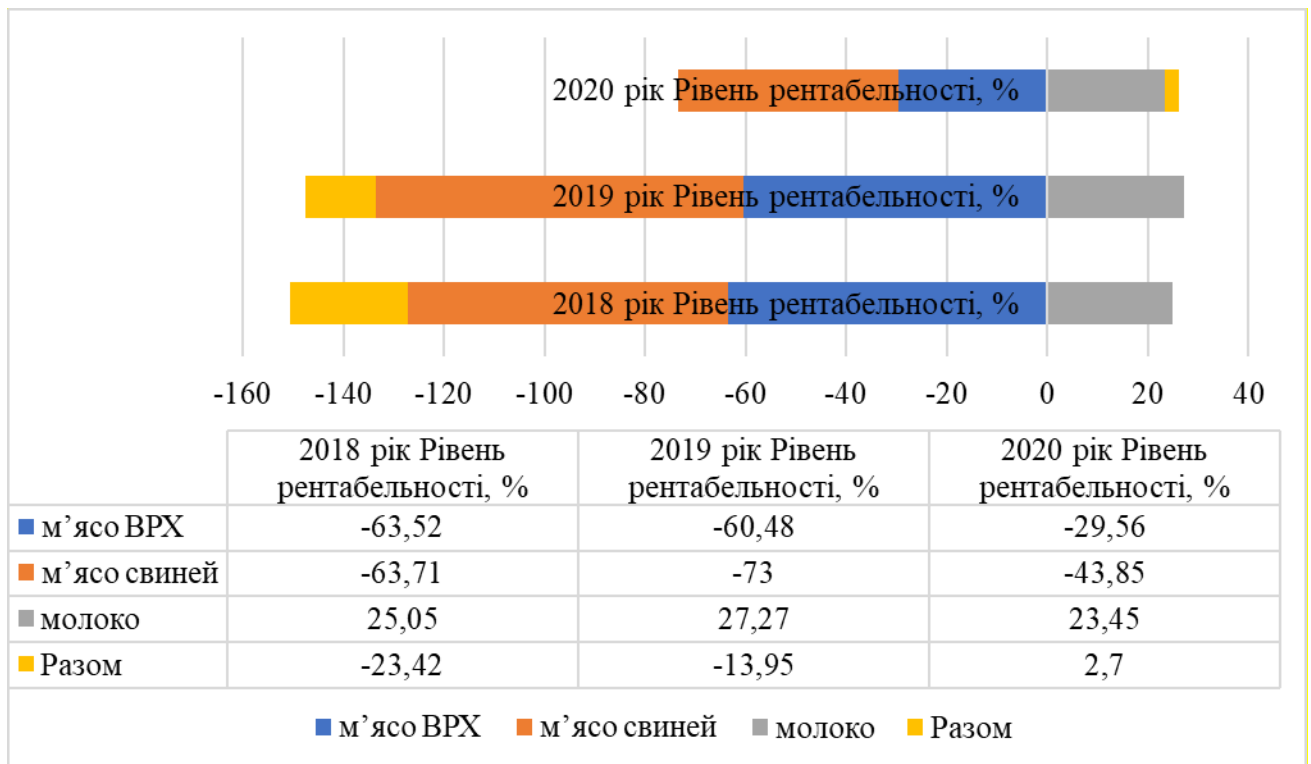 2020 рік Рівень рентабельності, %
2019 рік Рівень рентабельності, %
2018 рік Рівень рентабельності, %
-160 -140 -120 -100 -80 -60 -40 -20 0 20 40
2018 рік Рівень рентабельності, % 2019 рік Рівень рентабельності, % 2020 рік Рівень рентабельності, %
м’ясо ВРХ -63,52 -60,48 -29,56
м’ясо свиней -63,71 -73 -43,85
молоко 25,05 27,27 23,45
Разом -23,42 -13,95 2,7
м’ясо ВРХ м’ясо свиней молоко Разом